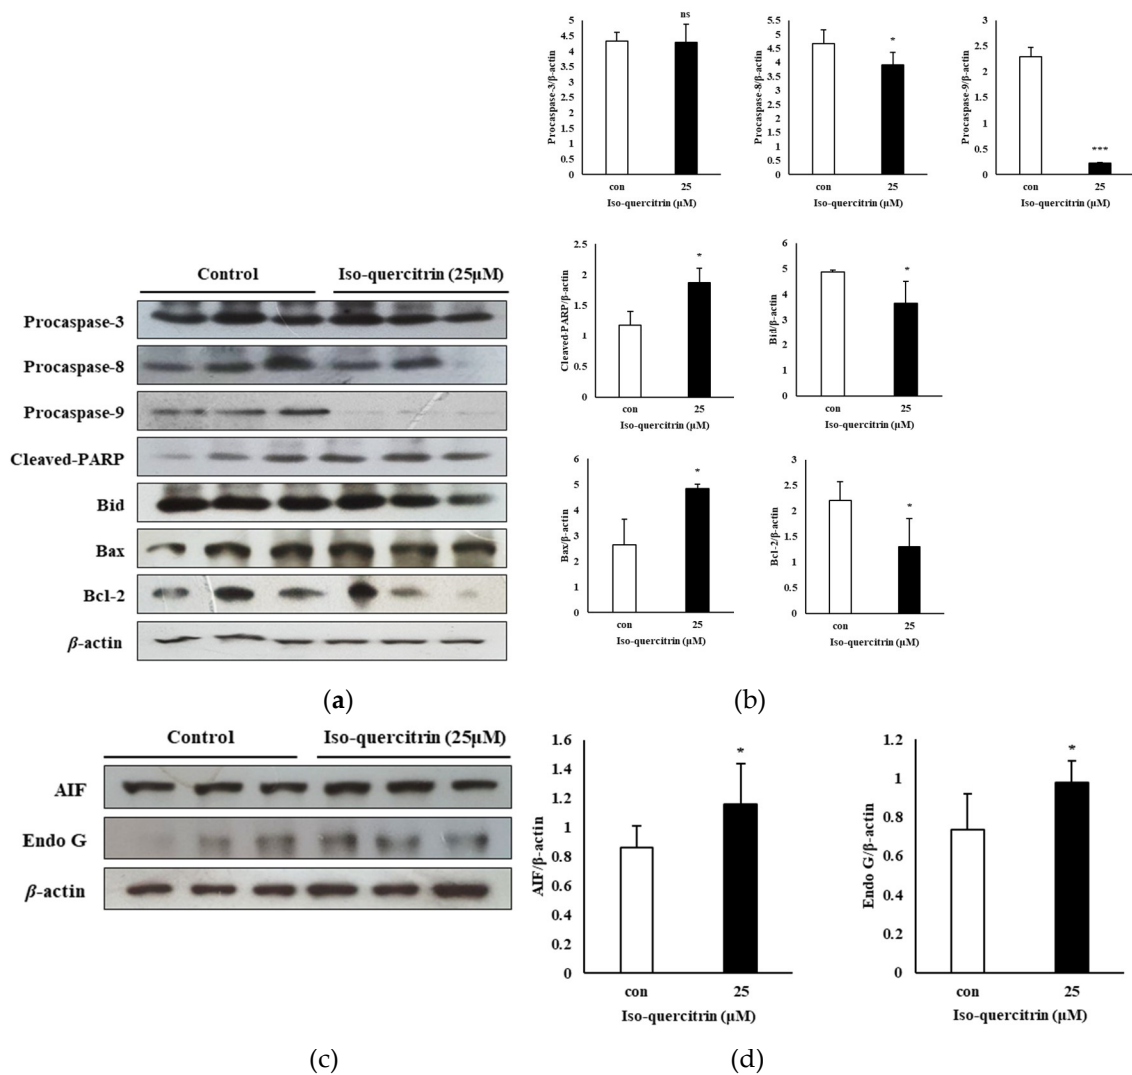 Control Iso-quercitrin (25μM)
Procaspase-3
Procaspase-8
Procaspase-9
Cleaved-PARP
Bid
Bax
Bcl-2
β-actin
(a)
Procaspase-3/β-actin
5
4.5
4
3.5
3
2.5
2
1.5
1
0.5
0
ns
con 25
Iso-quercitrin (μM)
Procaspase-8/β-actin
6
5.5
5
4.5
4
3.5
3
2.5
2
1.5
1
0.5
0
*
con 25
Iso-quercitrin (μM)
Procaspase-9/β-actin
3
2.5
2
1.5
1
0.5
0
***
con 25
Iso-quercitrin (μM)
Cleaved-PARP/β-actin
2.5
2
1.5
1
0.5
0
*
con 25
Iso-quercitrin (μM)
Bid/β-actin
6
5
4
3
2
1
0
*
con 25
Iso-quercitrin (μM)
Bax/β-actin
6
5
4
3
2
1
0
*
con 25
Iso-quercitrin (μM)
Bcl-2/β-actin
3
2.5
2
1.5
1
0.5
0
*
con 25
Iso-quercitrin (μM)
(b)
Control Iso-quercitrin (25μM)
AIF
Endo G
β-actin
(c)
AIF/β-actin
1.6
1.4
1.2
1
0.8
0.6
0.4
0.2
0
*
con 25
Iso-quercitrin (μM)
Endo G/β-actin
1.2
1
0.8
0.6
0.4
0.2
0
*
con 25
Iso-quercitrin (μM)
(d)